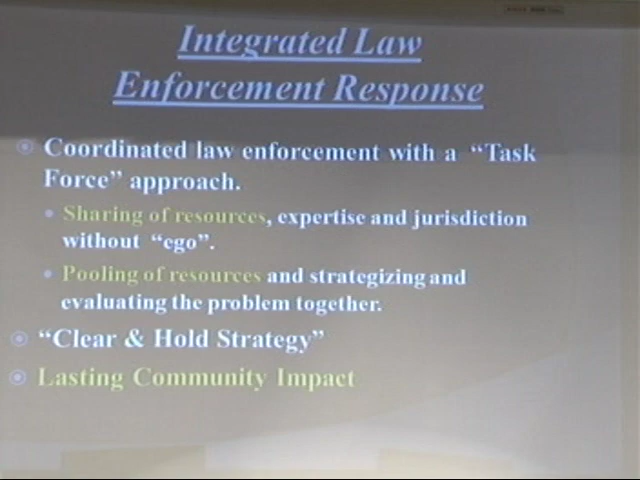 Integrated Law
Enforcement Response
Coordinated law enforcement with a “Task
Force” approach.
Sharing of resources, expertise and jurisdiction
without “ego”.
Pooling of resources and strategizing and
evaluating the problem together.
“Clear & Hold Strategy”
Lasting Community Impact